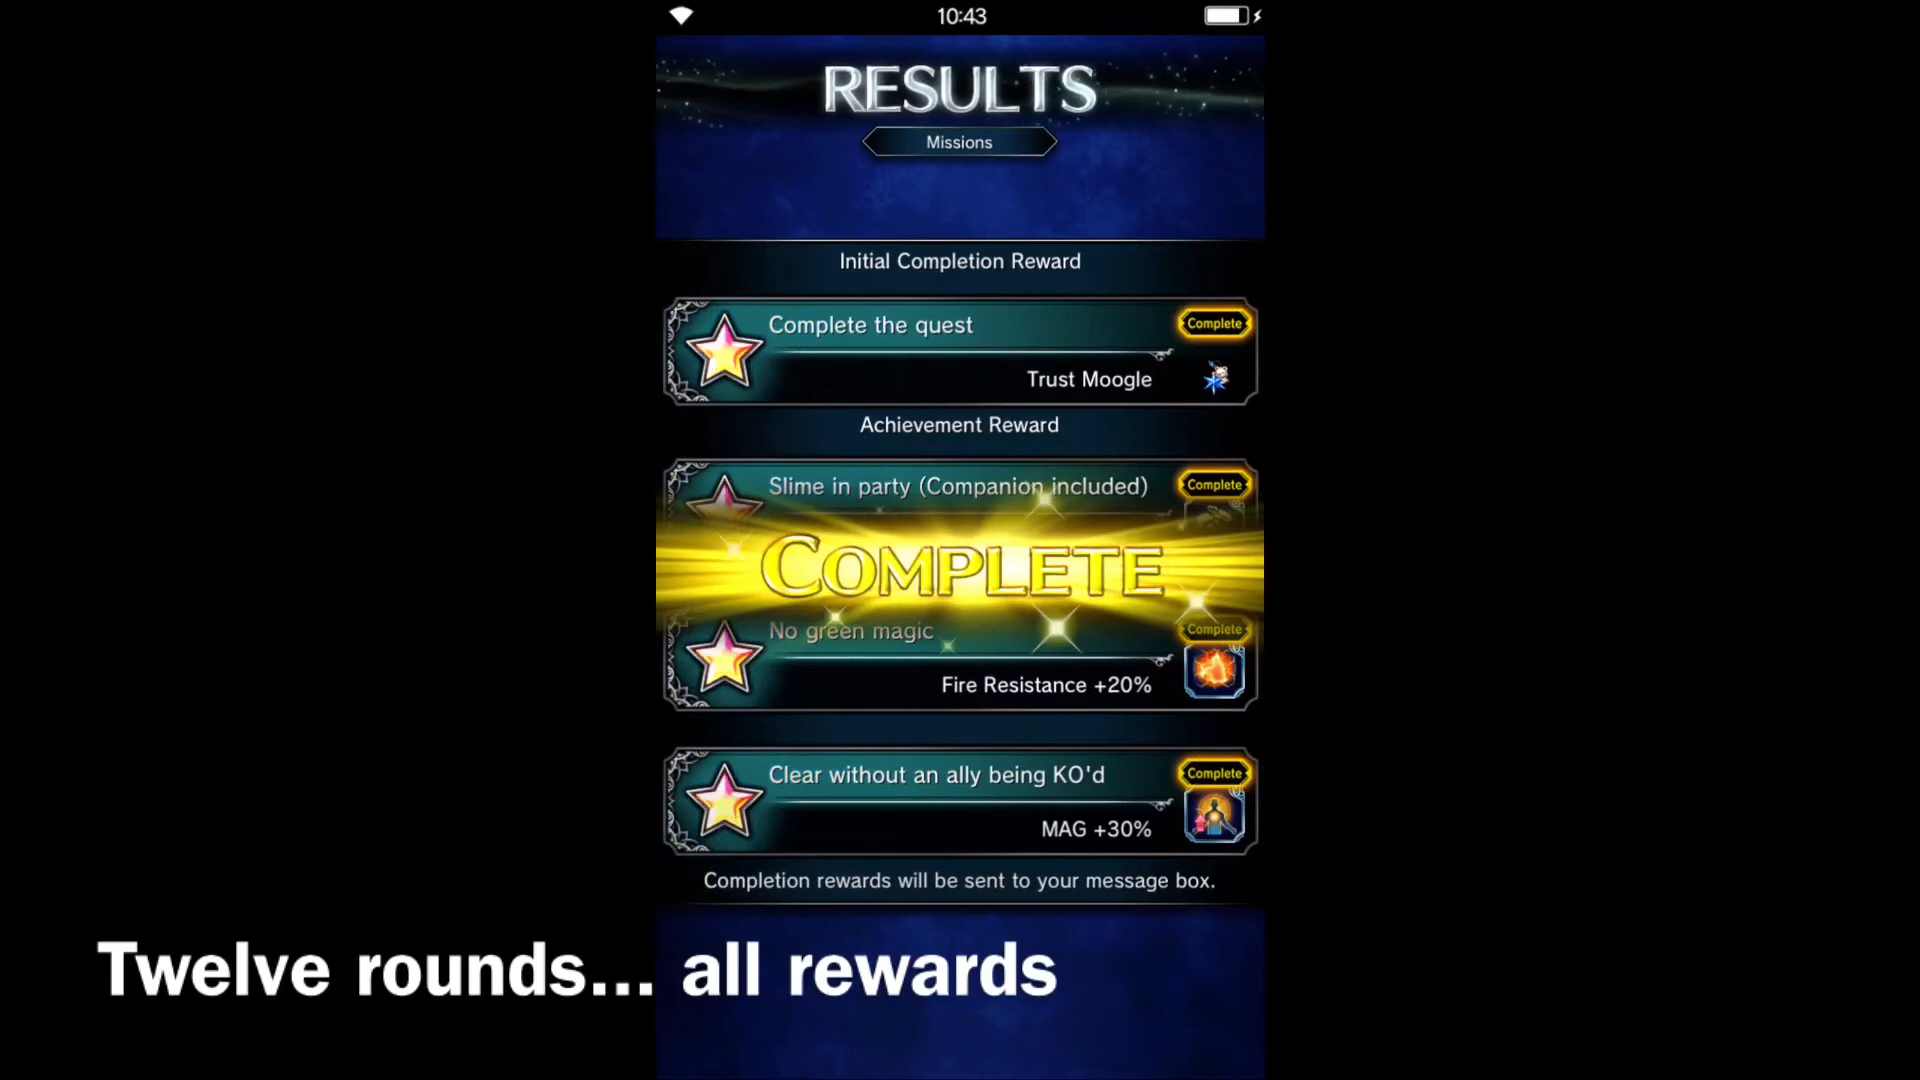 10:43
RESULTS
Missions
Initial Completion Reward
Complete the quest
Complete
Trust Moogle
Achievement Reward
Slime in party (Companion included)
Complete
COMPLETE
No green magic
Complete
Fire Resistance +20%
Clear without an ally being KO'd
Complete
MAG +30%
Completion rewards will be sent to your message box.
Twelve rounds... all rewards